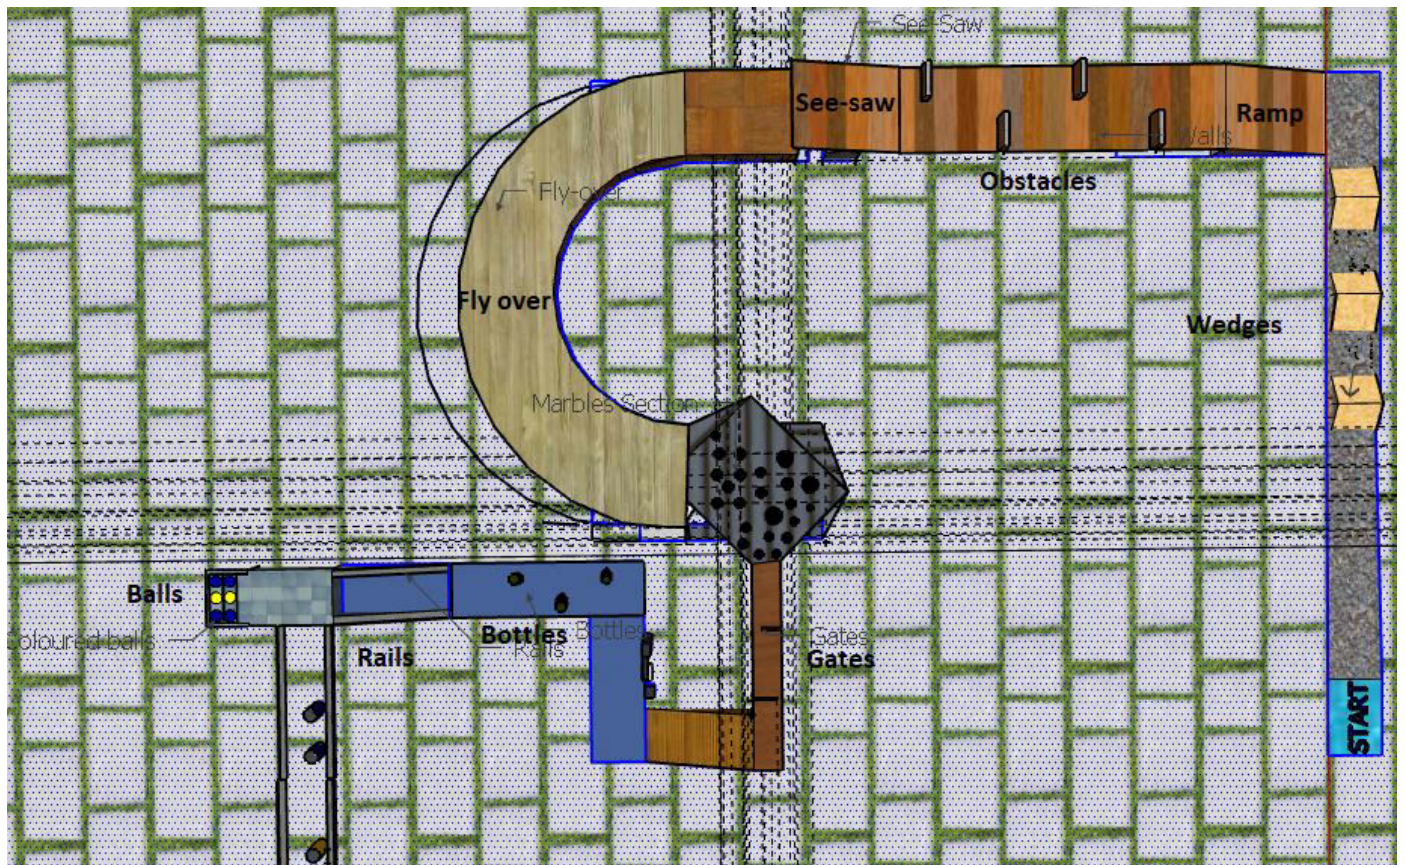 See-Saw
See-saw
Ramp
Walls
Obstacles
Fly-over
Fly over
Wedges
Marbles Section
Balls
Coloured balls
Bottles
Bottles
Rails
Rails
Gates
Gates
START